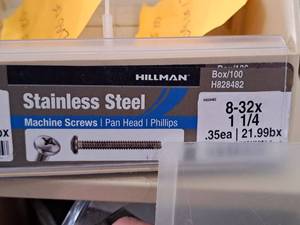 HILLMAN
Box/100
H828482
Stainless Steel
Machine Screws | Pan Head | Phillips
8-32x
1 1/4
.35ea | 21.99bx
bx